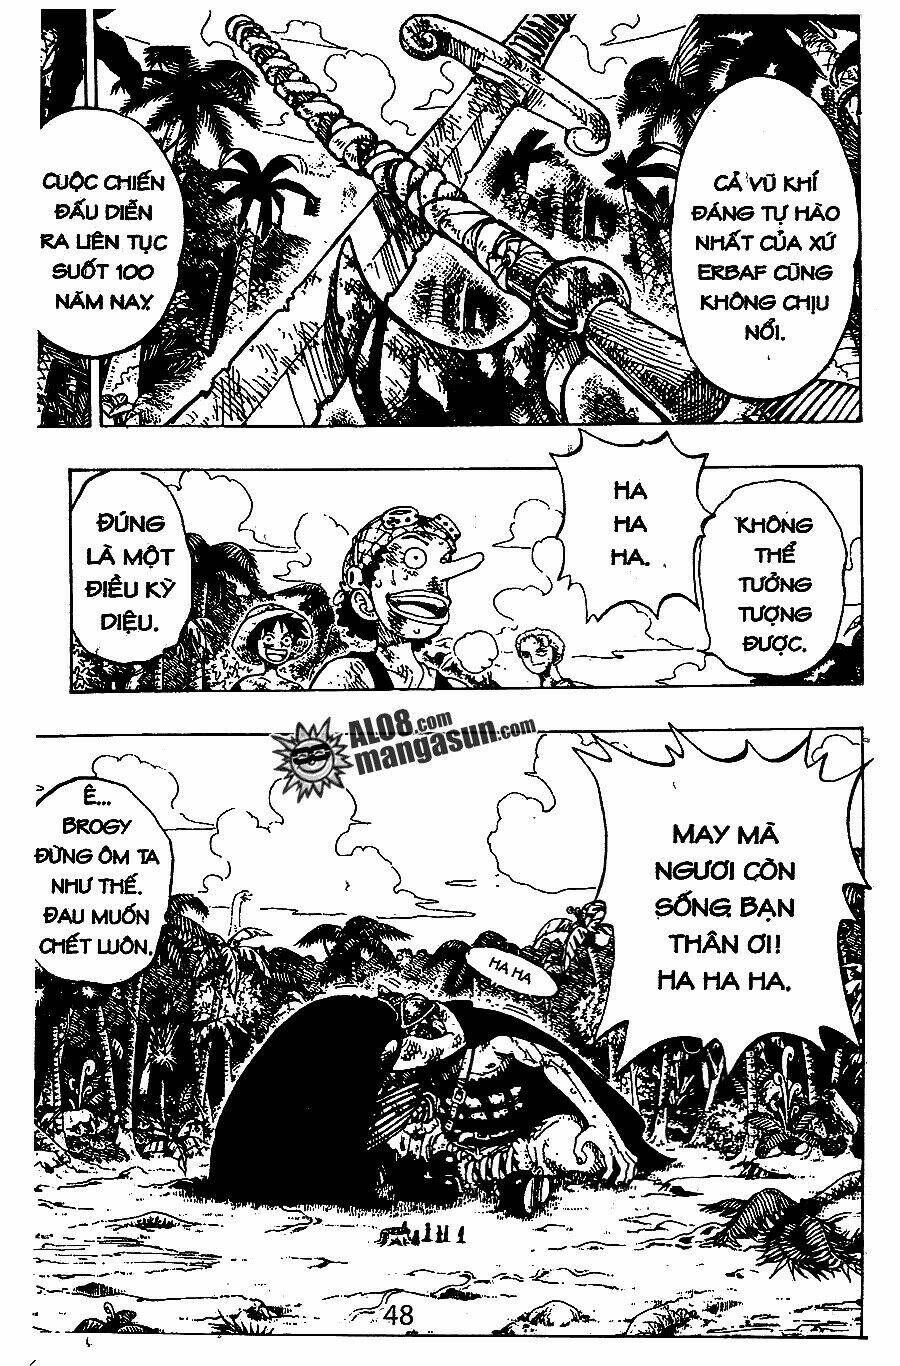 CUỘC CHIẾN
ĐẤU DIỄN
RA LIÊN TỤC
SUỐT 100
NĂM NAY.
CẢ VŨ KHÍ
ĐÁNG TỰ HÀO
NHẤT CỦA XỨ
ERBAF CŨNG
KHÔNG CHỊU
NỔI.
ĐÚNG
LÀ MỘT
ĐIỀU KỲ
DIỆU.
HA
HA
HA.
KHÔNG
THỂ
TƯỞNG
TƯỢNG
ĐƯỢC.
ALO8.com
mangasun.com
Ê...
BROGY
ĐỪNG ÔM TA
NHƯ THẾ.
ĐAU MUỐN
CHẾT LUÔN.
MAY MÀ
NGƯƠI CÒN
SỐNG. BẠN
THÂN ƠI!
HA HA HA.
HA HA
48